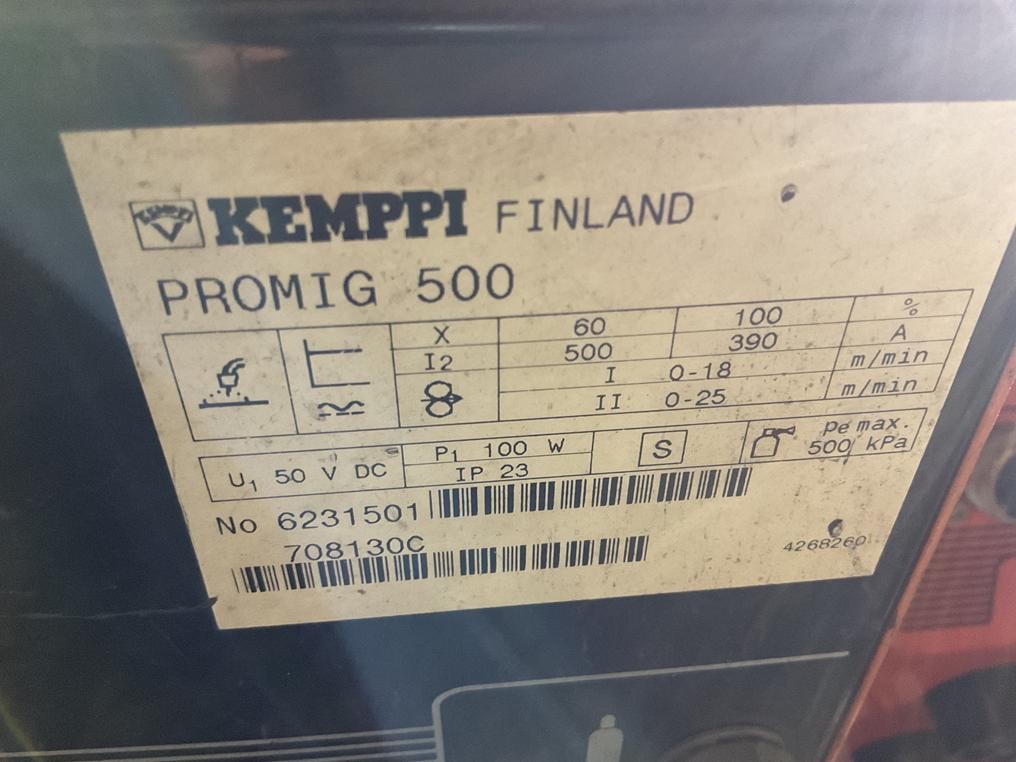 KEMPPI KEMPPI FINLAND
PROMIG 500
X 60 100 %
I2 500 390 A
I 0-18 m/min
II 0-25 m/min
U1 50 V DC P1 100 W S Pe max.
IP 23 500 kPa
No 6231501
708130C
4268260